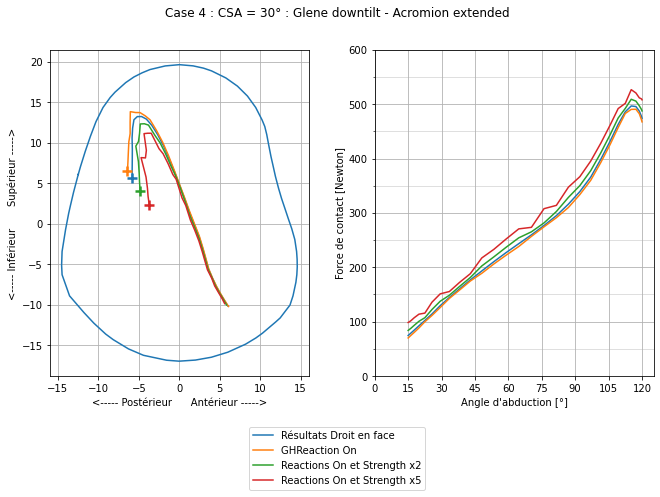 Case 4 : CSA = 30° : Glene downtilt - Acromion extended
20
15
10
5
0
−5
−10
−15
<----- Inférieur Supérieur ----->
−15 −10 −5 0 5 10 15
<----- Postérieur Antérieur ----->
600
500
400
300
200
100
0
Force de contact [Newton]
0 15 30 45 60 75 90 105 120
Angle d'abduction [°]
Résultats Droit en face
GHReaction On
Reactions On et Strength x2
Reactions On et Strength x5